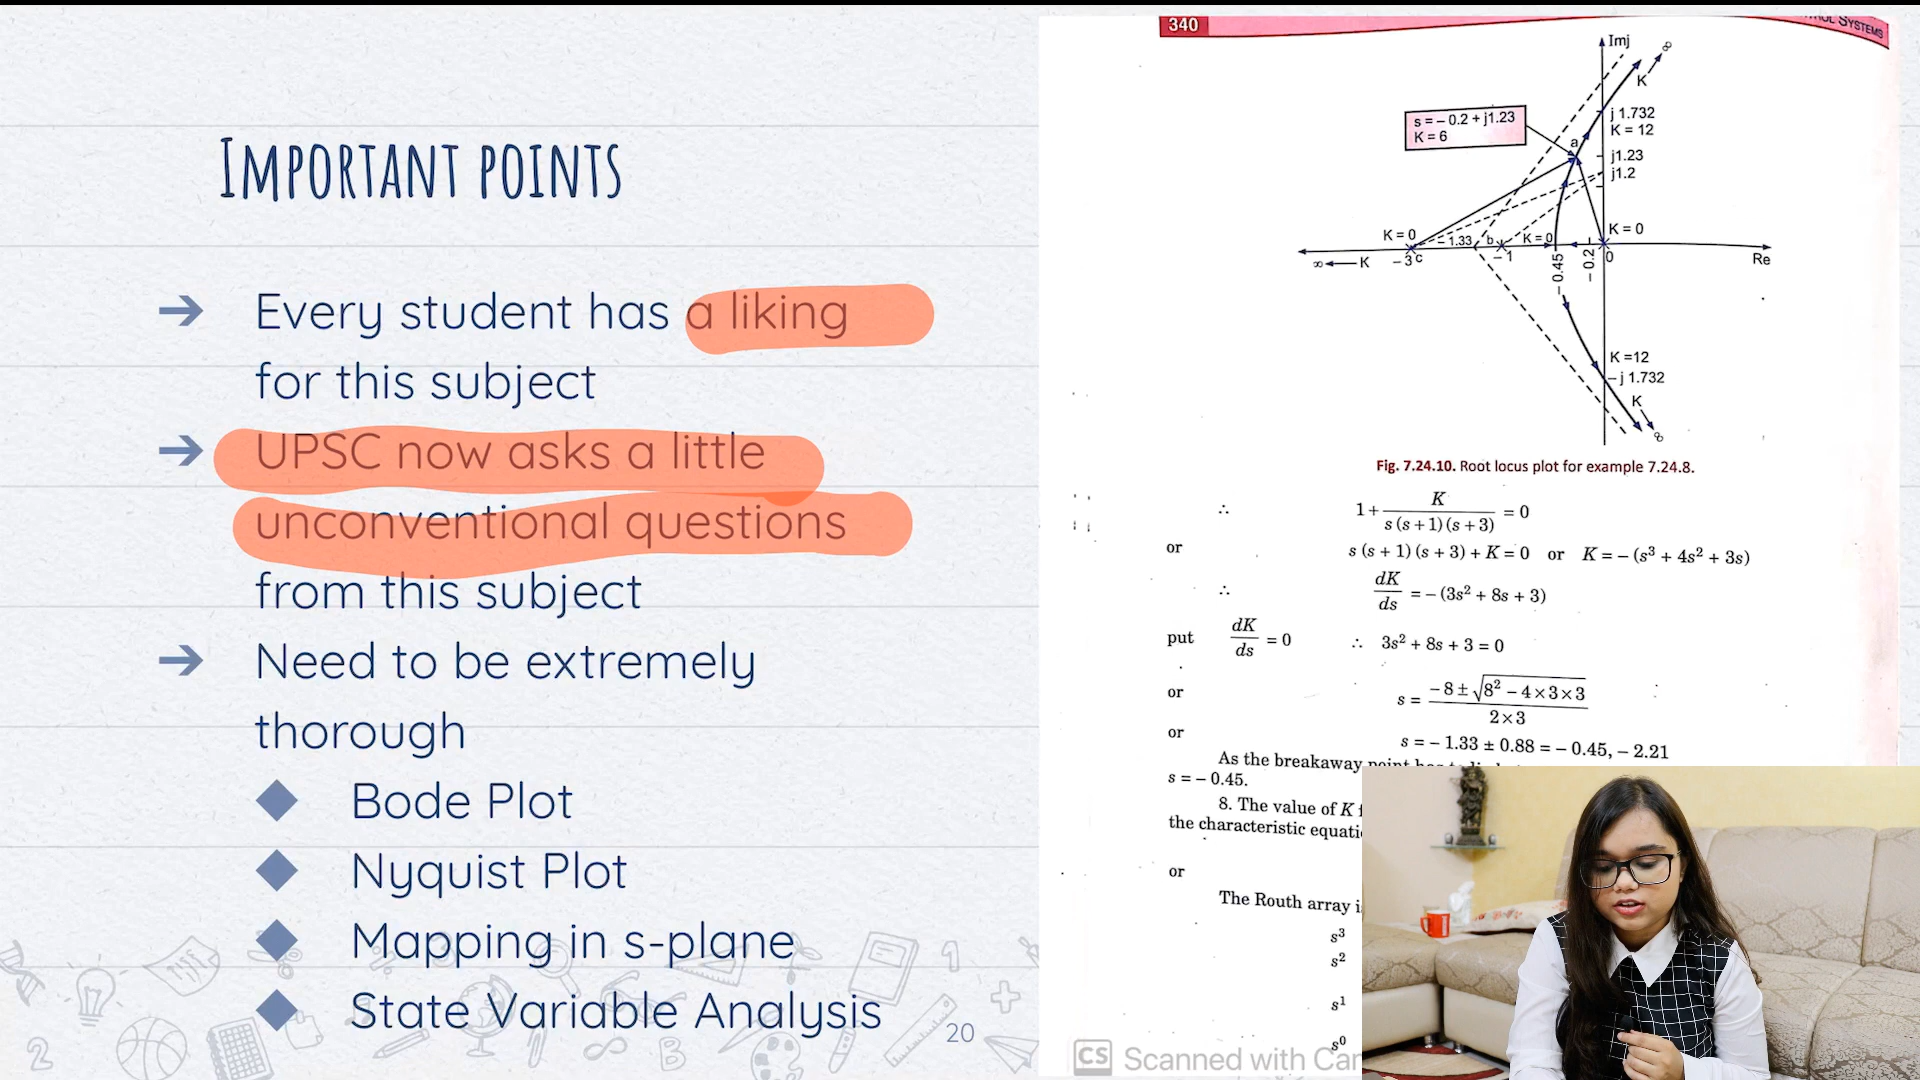 IMPORTANT POINTS
➔ Every student has a liking
for this subject
➔ UPSC now asks a little
unconventional questions
from this subject
➔ Need to be extremely
thorough
◆ Bode Plot
◆ Nyquist Plot
◆ Mapping in s-plane
◆ State Variable Analysis
20
340
SYSTEMS
Imj
∞
K
s = – 0.2 + j1.23
K = 6
j 1.732
K = 12
a
j1.23
j1.2
K = 0
K = 0
– 1.33
b
K = 0
∞ K
– 3
c
– 1
– 0.45
– 0.2
0
Re
K =12
– j 1.732
K
∞
Fig. 7.24.10. Root locus plot for example 7.24.8.
∴ 1 + K / s (s + 1) (s + 3) = 0
or s (s + 1) (s + 3) + K = 0 or K = – (s³ + 4s² + 3s)
∴ dK/ds = – (3s² + 8s + 3)
put dK/ds = 0 ∴ 3s² + 8s + 3 = 0
or s = – 8 ± √8² – 4 × 3 × 3 / 2 × 3
or s = – 1.33 ± 0.88 = – 0.45, – 2.21
As the breakaway point
s = – 0.45.
8. The value of K
the characteristic
or
The Routh array
s³
s²
s¹
s⁰
CS Scanned with